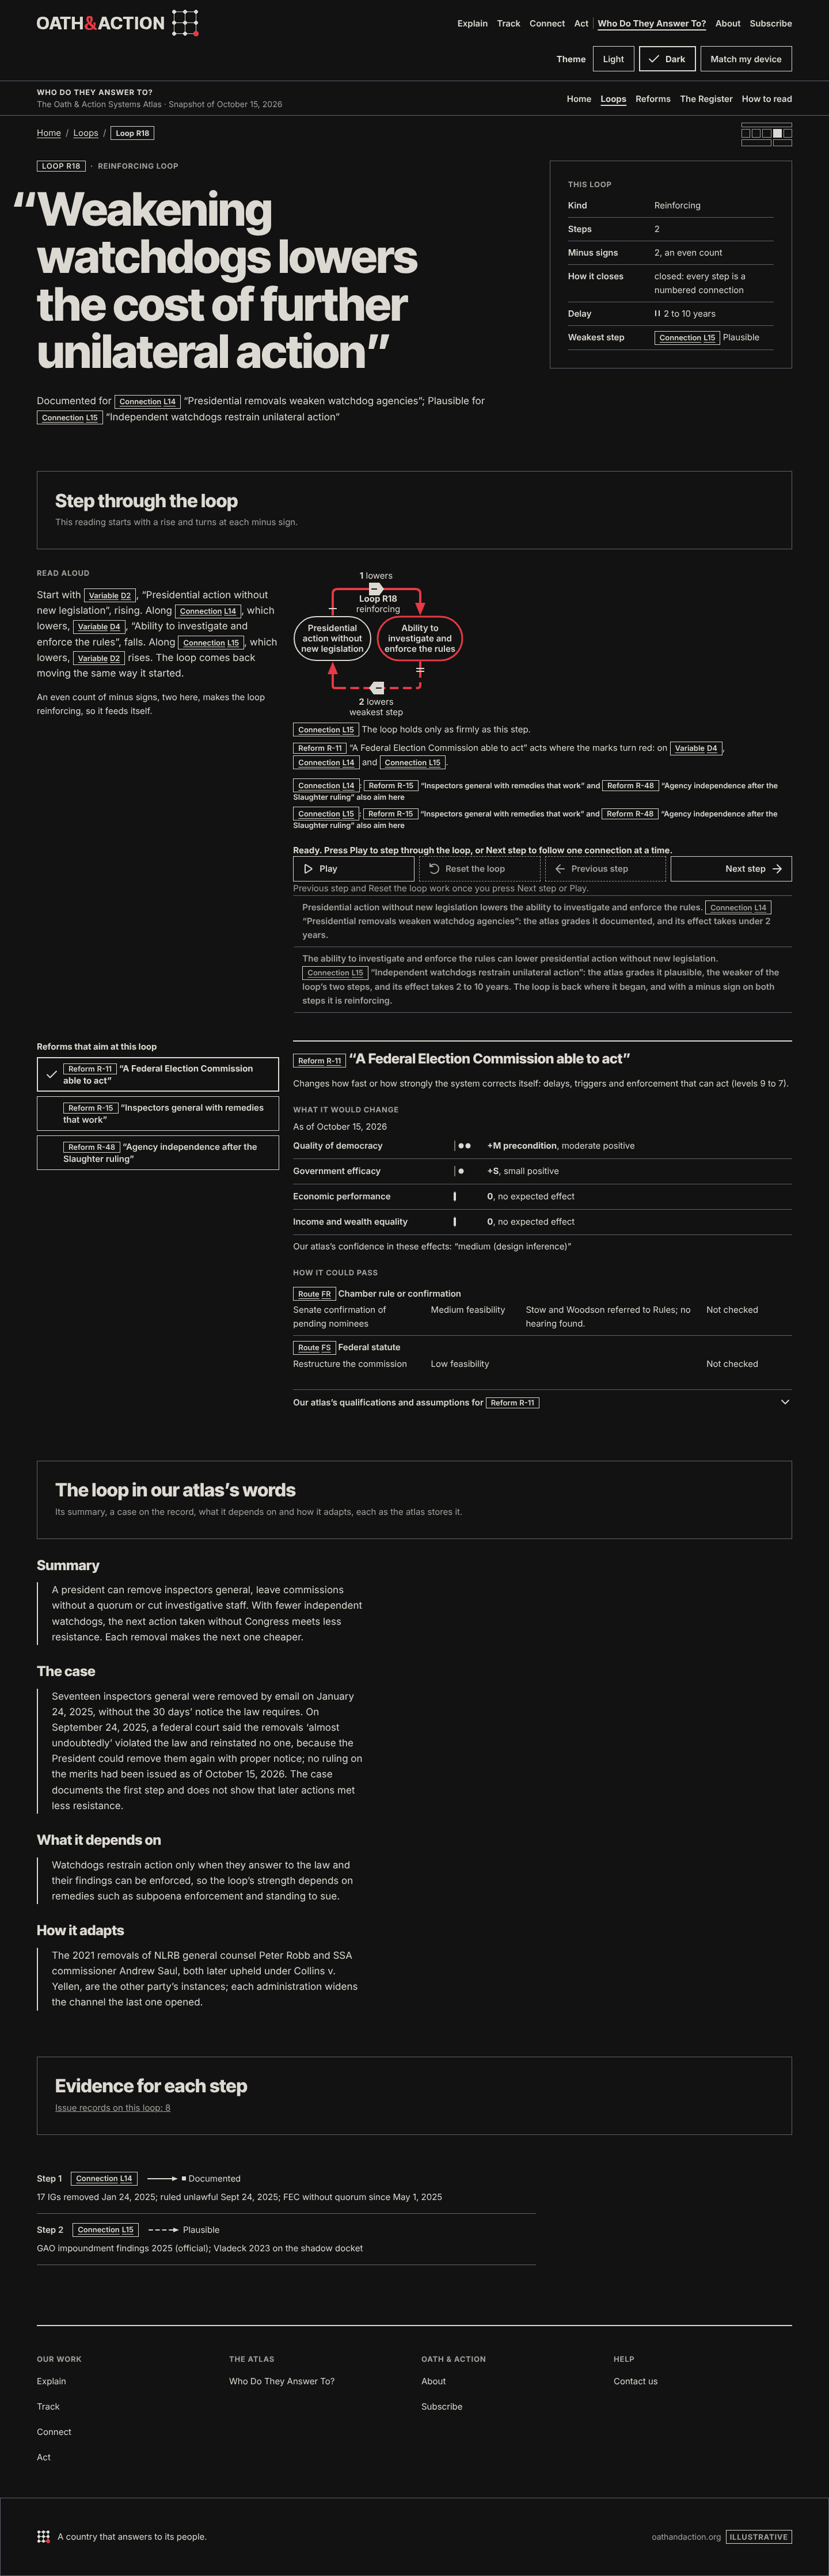 OATH&ACTION
Explain Track Connect Act Who Do They Answer To? About Subscribe
Theme Light Dark Match my device
WHO DO THEY ANSWER TO?
The Oath & Action Systems Atlas · Snapshot of October 15, 2026
Home Loops Reforms The Register How to read
Home / Loops / Loop R18
LOOP R18 · REINFORCING LOOP
“Weakening
watchdogs lowers
the cost of further
unilateral action”
Documented for Connection L14 “Presidential removals weaken watchdog agencies”; Plausible for
Connection L15 “Independent watchdogs restrain unilateral action”
THIS LOOP
Kind Reinforcing
Steps 2
Minus signs 2, an even count
How it closes closed: every step is a
numbered connection
Delay 2 to 10 years
Weakest step Connection L15 Plausible
Step through the loop
This reading starts with a rise and turns at each minus sign.
READ ALOUD
Start with Variable D2, “Presidential action without
new legislation”, rising. Along Connection L14, which
lowers, Variable D4, “Ability to investigate and
enforce the rules”, falls. Along Connection L15, which
lowers, Variable D2 rises. The loop comes back
moving the same way it started.
An even count of minus signs, two here, makes the loop
reinforcing, so it feeds itself.
1 lowers
Loop R18
reinforcing
Presidential
action without
new legislation
Ability to
investigate and
enforce the rules
2 lowers
weakest step
Connection L15 The loop holds only as firmly as this step.
Reform R-11 “A Federal Election Commission able to act” acts where the marks turn red: on Variable D4,
Connection L14 and Connection L15.
Connection L14: Reform R-15 “Inspectors general with remedies that work” and Reform R-48 “Agency independence after the
Slaughter ruling” also aim here
Connection L15: Reform R-15 “Inspectors general with remedies that work” and Reform R-48 “Agency independence after the
Slaughter ruling” also aim here
Ready. Press Play to step through the loop, or Next step to follow one connection at a time.
Play Reset the loop Previous step Next step
Previous step and Reset the loop work once you press Next step or Play.
Presidential action without new legislation lowers the ability to investigate and enforce the rules. Connection L14
“Presidential removals weaken watchdog agencies”: the atlas grades it documented, and its effect takes under 2
years.
The ability to investigate and enforce the rules can lower presidential action without new legislation.
Connection L15 “Independent watchdogs restrain unilateral action”: the atlas grades it plausible, the weaker of the
loop’s two steps, and its effect takes 2 to 10 years. The loop is back where it began, and with a minus sign on both
steps it is reinforcing.
Reforms that aim at this loop
Reform R-11 “A Federal Election Commission
able to act”
Reform R-15 “Inspectors general with remedies
that work”
Reform R-48 “Agency independence after the
Slaughter ruling”
Reform R-11 “A Federal Election Commission able to act”
Changes how fast or how strongly the system corrects itself: delays, triggers and enforcement that can act (levels 9 to 7).
WHAT IT WOULD CHANGE
As of October 15, 2026
Quality of democracy +M precondition, moderate positive
Government efficacy +S, small positive
Economic performance 0, no expected effect
Income and wealth equality 0, no expected effect
Our atlas’s confidence in these effects: “medium (design inference)”
HOW IT COULD PASS
Route FR Chamber rule or confirmation
Senate confirmation of Medium feasibility Stow and Woodson referred to Rules; no Not checked
pending nominees hearing found.
Route FS Federal statute
Restructure the commission Low feasibility Not checked
Our atlas’s qualifications and assumptions for Reform R-11
The loop in our atlas’s words
Its summary, a case on the record, what it depends on and how it adapts, each as the atlas stores it.
Summary
A president can remove inspectors general, leave commissions
without a quorum or cut investigative staff. With fewer independent
watchdogs, the next action taken without Congress meets less
resistance. Each removal makes the next one cheaper.
The case
Seventeen inspectors general were removed by email on January
24, 2025, without the 30 days’ notice the law requires. On
September 24, 2025, a federal court said the removals ‘almost
undoubtedly’ violated the law and reinstated no one, because the
President could remove them again with proper notice; no ruling on
the merits had been issued as of October 15, 2026. The case
documents the first step and does not show that later actions met
less resistance.
What it depends on
Watchdogs restrain action only when they answer to the law and
their findings can be enforced, so the loop’s strength depends on
remedies such as subpoena enforcement and standing to sue.
How it adapts
The 2021 removals of NLRB general counsel Peter Robb and SSA
commissioner Andrew Saul, both later upheld under Collins v.
Yellen, are the other party’s instances; each administration widens
the channel the last one opened.
Evidence for each step
Issue records on this loop: 8
Step 1 Connection L14 Documented
17 IGs removed Jan 24, 2025; ruled unlawful Sept 24, 2025; FEC without quorum since May 1, 2025
Step 2 Connection L15 Plausible
GAO impoundment findings 2025 (official); Vladeck 2023 on the shadow docket
OUR WORK THE ATLAS OATH & ACTION HELP
Explain Who Do They Answer To? About Contact us
Track Subscribe
Connect
Act
A country that answers to its people.
oathandaction.org ILLUSTRATIVE